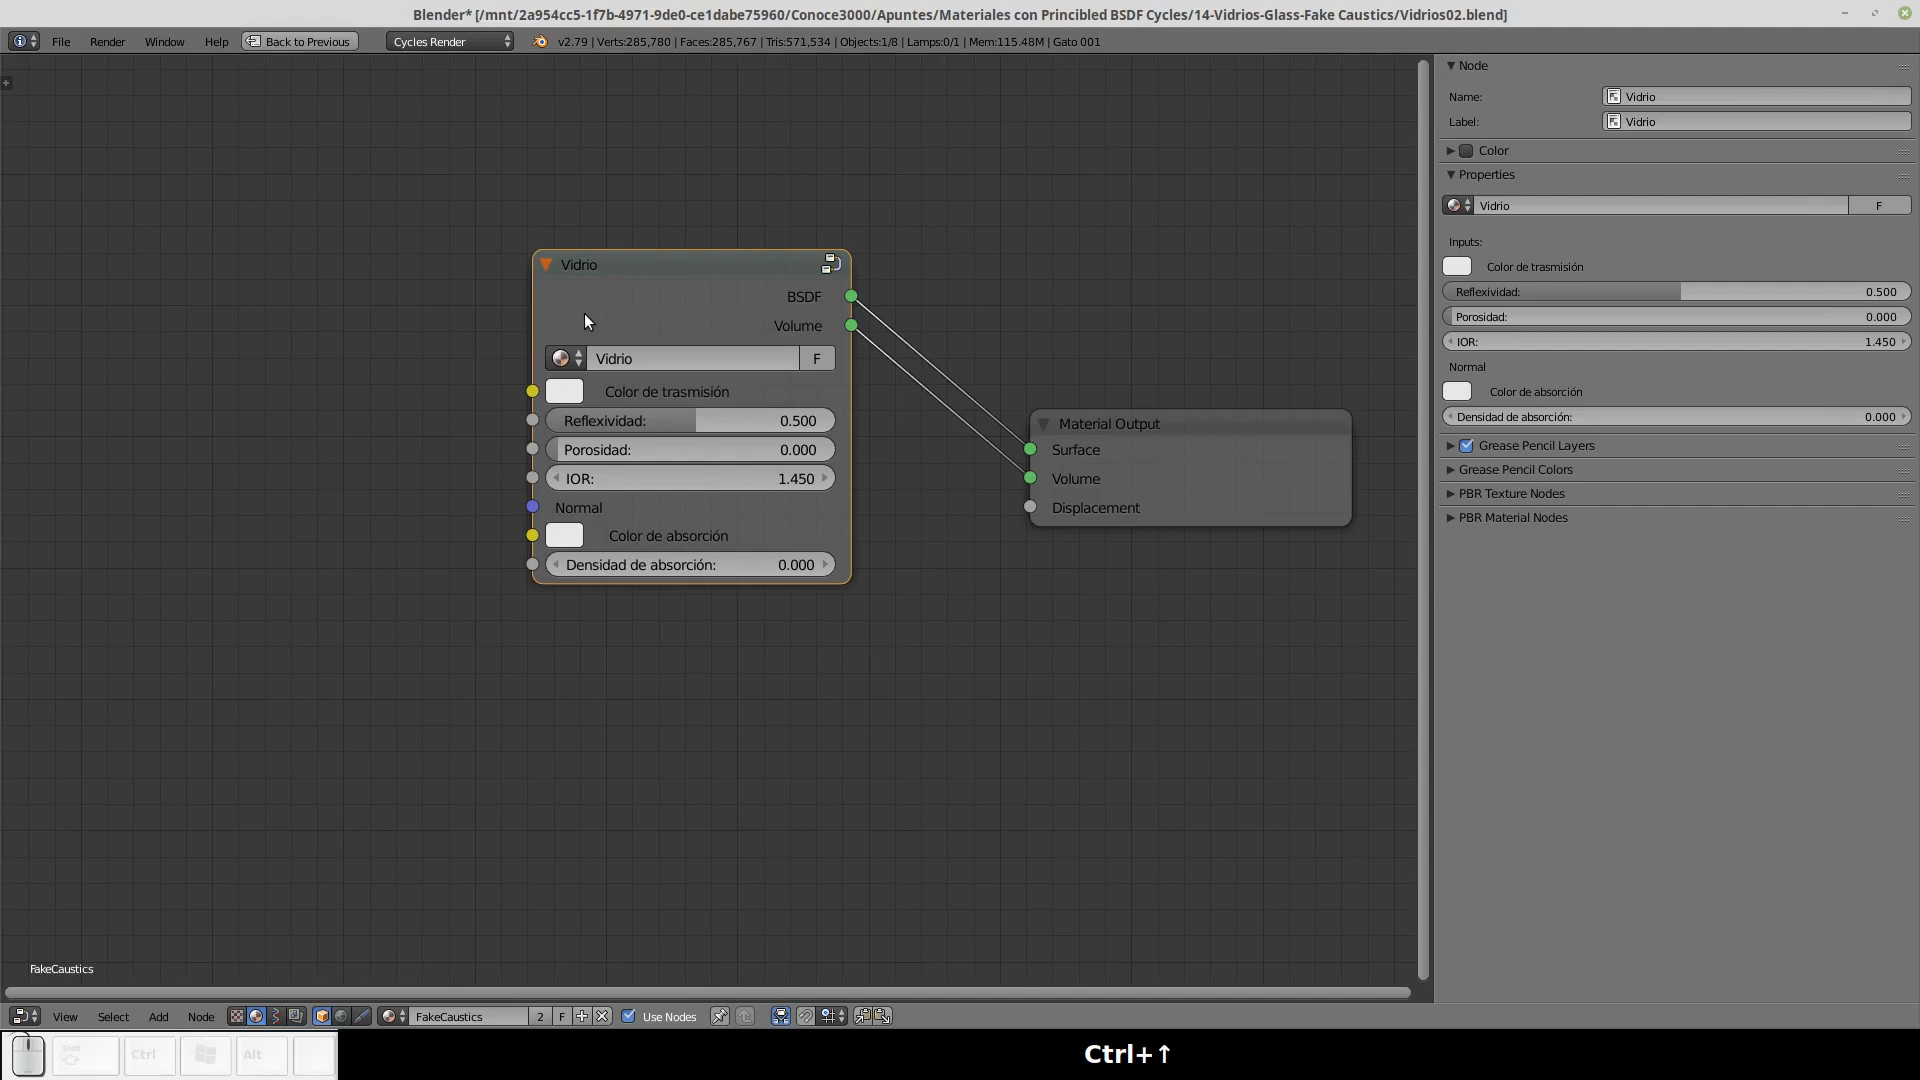 Blender* [/mnt/2a954cc5-1f7b-4971-9de0-ce1dabe75960/Conoce3000/Apuntes/Materiales con Princibled BSDF Cycles/14-Vidrios-Glass-Fake Caustics/Vidrios02.blend]
File Render Window Help Back to Previous Cycles Render v2.79 | Verts:285,780 | Faces:285,767 | Tris:571,534 | Objects:1/8 | Lamps:0/1 | Mem:115.48M | Gato 001
Vidrio
BSDF
Volume
Vidrio F
Color de trasmisión
Reflexividad: 0.500
Porosidad: 0.000
IOR: 1.450
Normal
Color de absorción
Densidad de absorción: 0.000
Material Output
Surface
Volume
Displacement
Node
Name: Vidrio
Label: Vidrio
Color
Properties
Vidrio F
Inputs:
Color de trasmisión
Reflexividad: 0.500
Porosidad: 0.000
IOR: 1.450
Normal
Color de absorción
Densidad de absorción: 0.000
Grease Pencil Layers
Grease Pencil Colors
PBR Texture Nodes
PBR Material Nodes
FakeCaustics
View Select Add Node FakeCaustics 2 F Use Nodes
Shift Ctrl Alt
Ctrl+↑